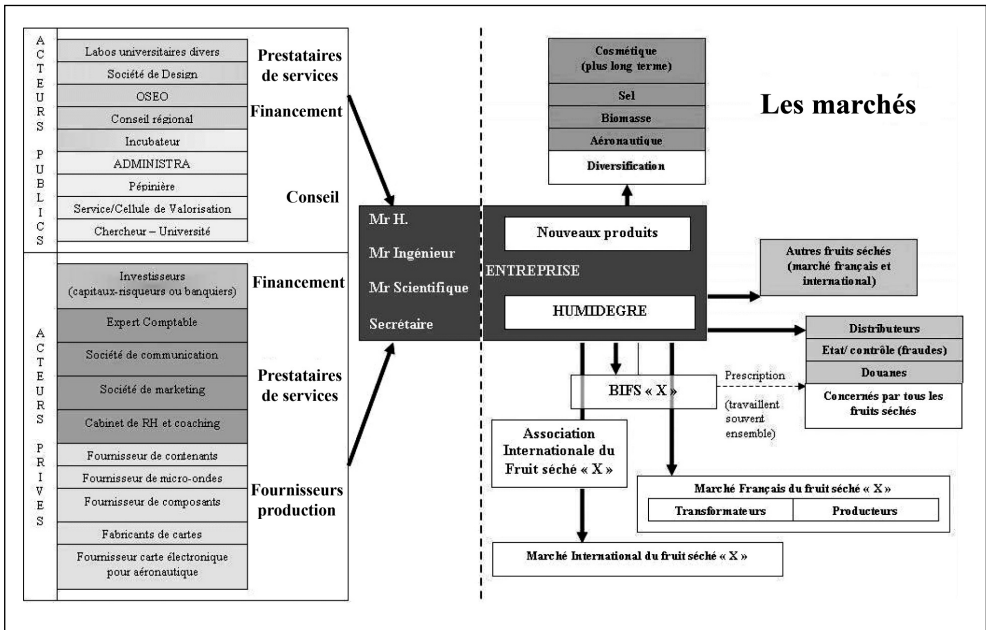 ACTEURS PUBLICS
Labos universitaires divers
Société de Design
OSEO
Conseil régional
Incubateur
ADMINISTRA
Pépinière
Service/Cellule de Valorisation
Chercheur – Université
Prestataires
de services
Financement
Conseil
ACTEURS PRIVES
Investisseurs
(capitaux-risqueurs ou banquiers)
Expert Comptable
Société de communication
Société de marketing
Cabinet de RH et coaching
Fournisseur de contenants
Fournisseur de micro-ondes
Fournisseur de composants
Fabricants de cartes
Fournisseur carte électronique
pour aéronautique
Financement
Prestataires
de services
Fournisseurs
production
Mr H.
Mr Ingénieur
Mr Scientifique
Secrétaire
ENTREPRISE
Nouveaux produits
HUMIDEGRE
Les marchés
Cosmétique
(plus long terme)
Sel
Biomasse
Aéronautique
Diversification
Autres fruits séchés
(marché français et
international)
Distributeurs
Etat/ contrôle (fraudes)
Douanes
Concernés par tous les
fruits séchés
BIFS « X »
Prescription
(travaillent
souvent
ensemble)
Association
Internationale du
Fruit séché « X »
Marché Français du fruit séché « X »
Transformateurs
Producteurs
Marché International du fruit séché « X »